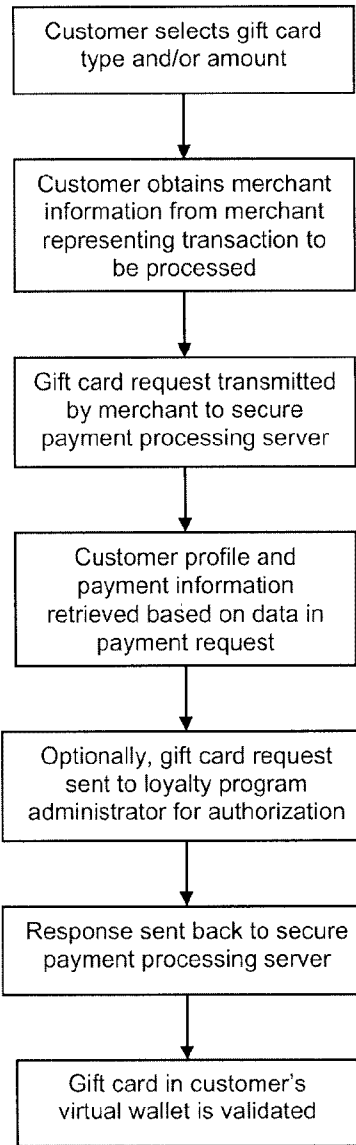 Customer selects gift card
type and/or amount
Customer obtains merchant
information from merchant
representing transaction to
be processed
Gift card request transmitted
by merchant to secure
payment processing server
Customer profile and
payment information
retrieved based on data in
payment request
Optionally, gift card request
sent to loyalty program
administrator for authorization
Response sent back to secure
payment processing server
Gift card in customer's
virtual wallet is validated